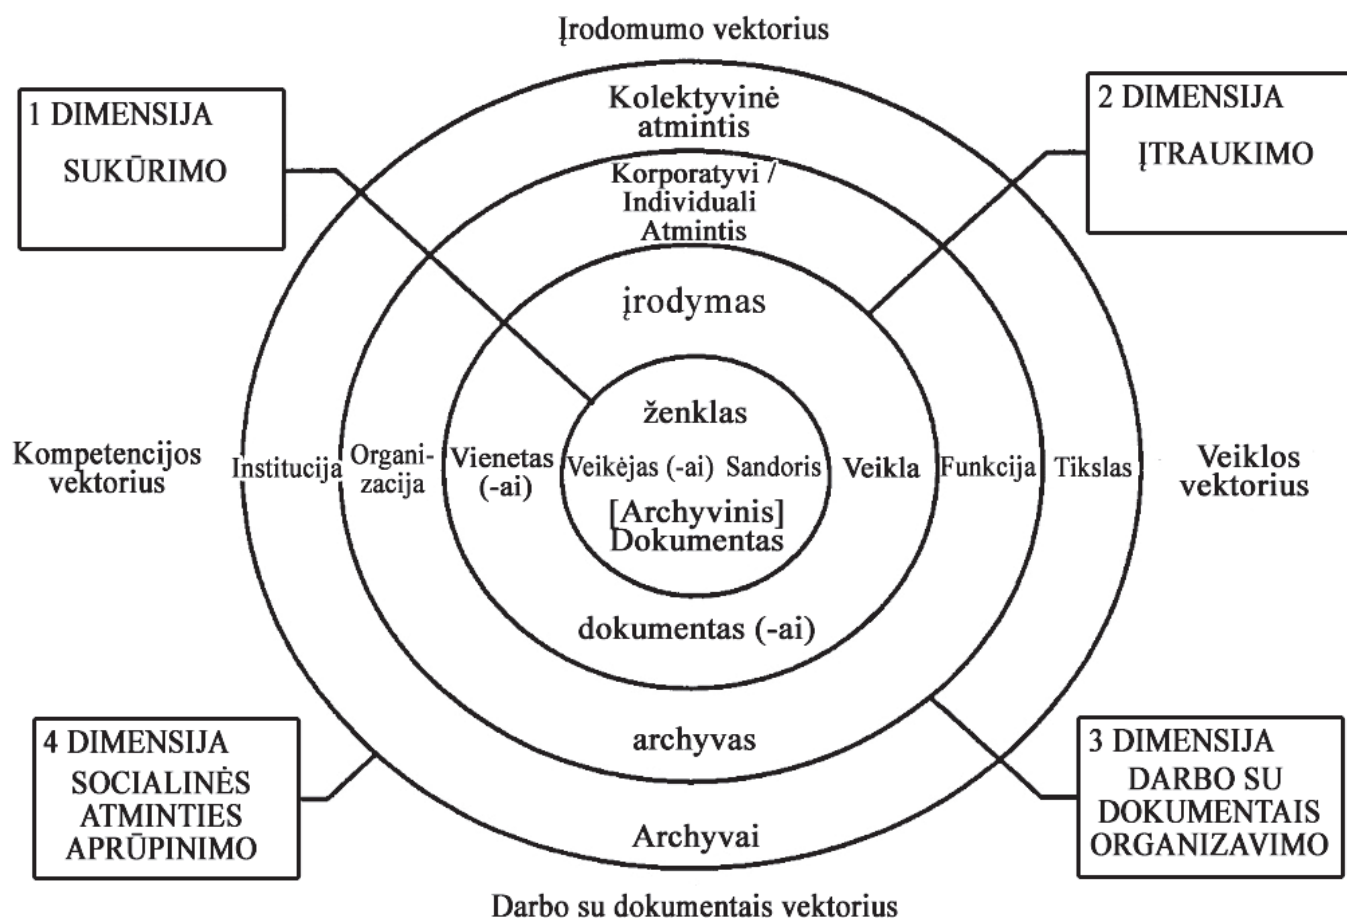 Įrodomumo vektorius
1 DIMENSIJA
SUKŪRIMO
2 DIMENSIJA
ĮTRAUKIMO
Kolektyvinė
atmintis
Korporatyvi /
Individuali
Atmintis
įrodymas
ženklas
Kompetencijos
vektorius
Institucija
Organi-
zacija
Vienetas
(-ai)
Veikėjas (-ai) Sandoris
Veikla
Funkcija
Tikslas
Veiklos
vektorius
[Archyvinis]
Dokumentas
dokumentas (-ai)
archyvas
Archyvai
4 DIMENSIJA
SOCIALINĖS
ATMINTIES
APRŪPINIMO
3 DIMENSIJA
DARBO SU
DOKUMENTAIS
ORGANIZAVIMO
Darbo su dokumentais vektorius